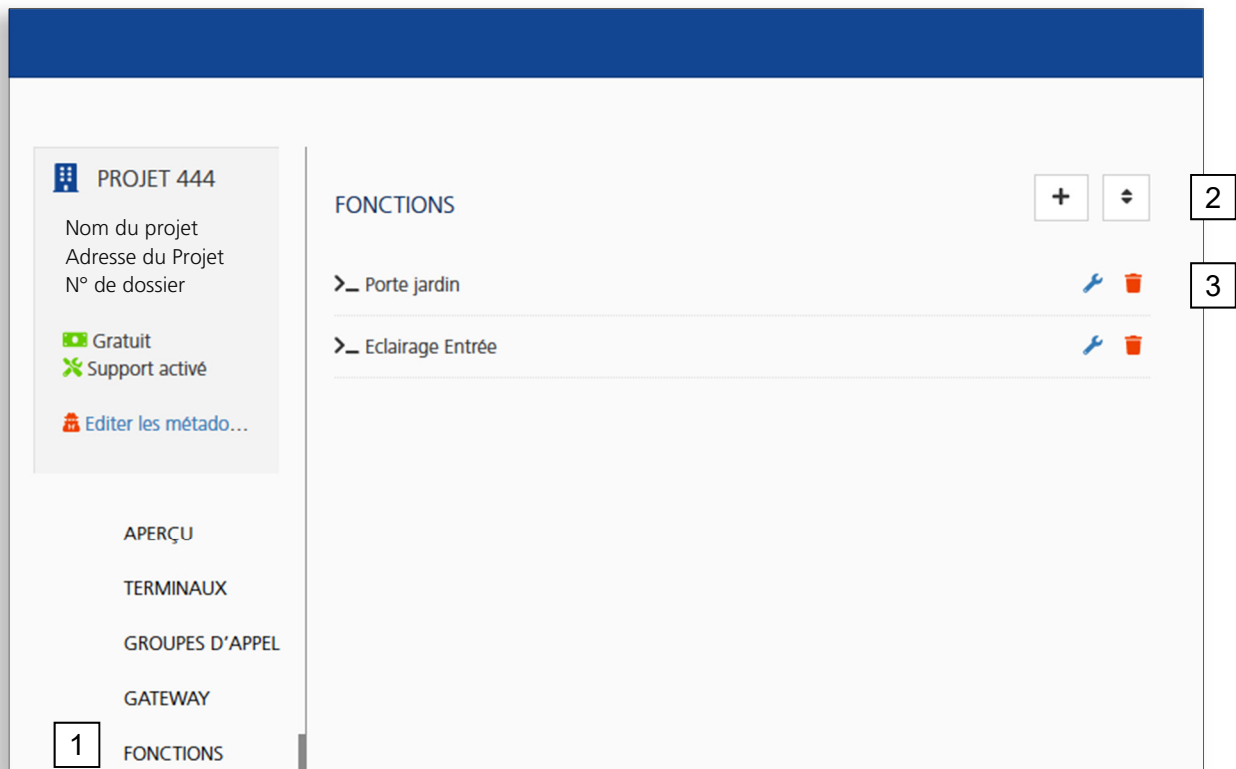 PROJET 444
Nom du projet
Adresse du Projet
N° de dossier
Gratuit
Support activé
Editer les métado…
APERÇU
TERMINAUX
GROUPES D'APPEL
GATEWAY
1
FONCTIONS
FONCTIONS
2
Porte jardin
3
Eclairage Entrée